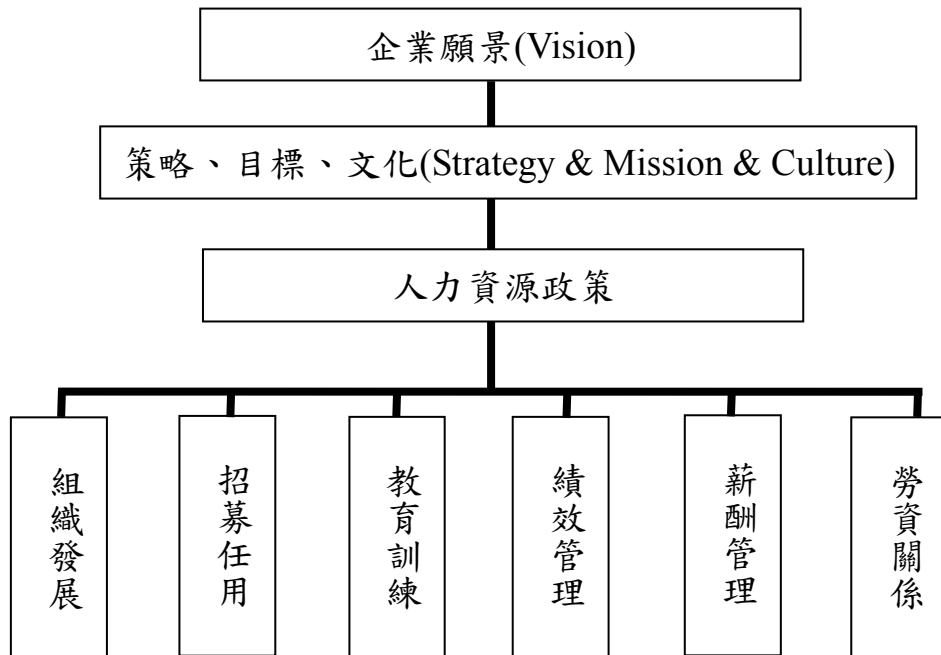 企業願景(Vision)
策略、目標、文化(Strategy & Mission & Culture)
人力資源政策
組織發展
招募任用
教育訓練
績效管理
薪酬管理
勞資關係